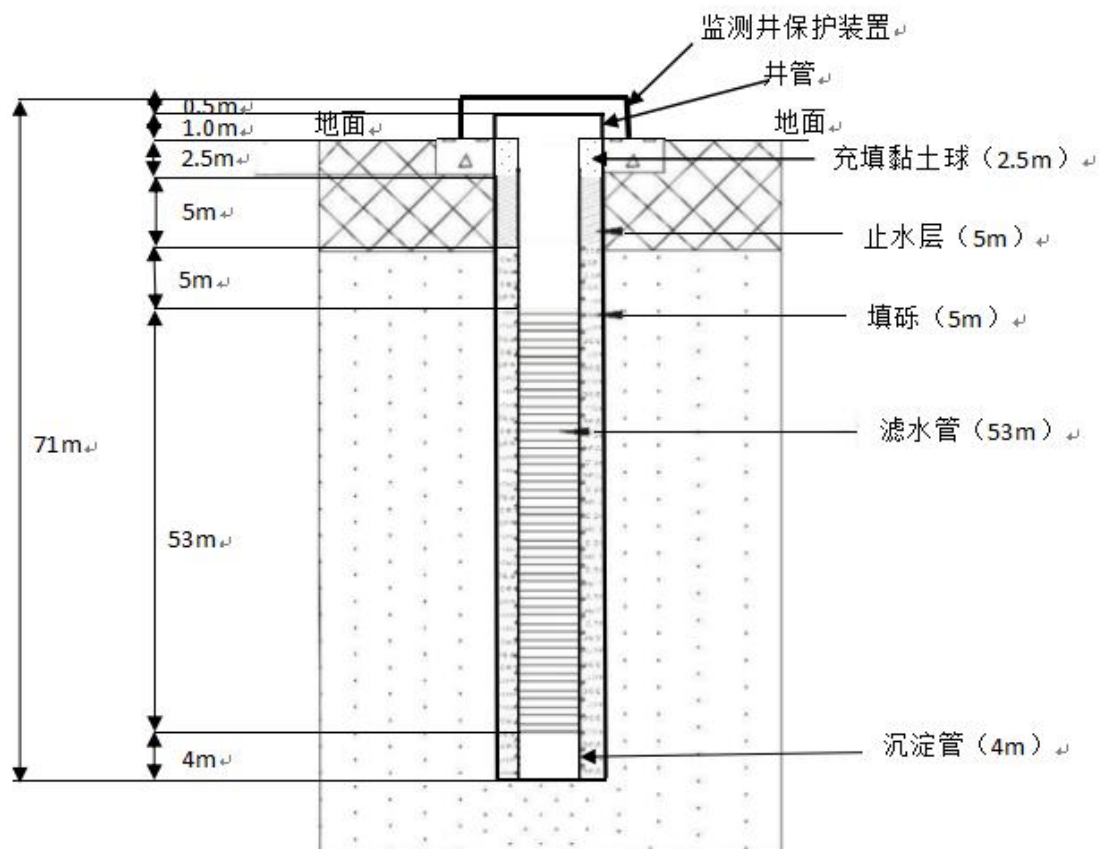 监测井保护装置
井管
0.5m
1.0m
地面
地面
2.5m
充填黏土球（2.5m）
5m
止水层（5m）
5m
填砾（5m）
71m
滤水管（53m）
53m
沉淀管（4m）
4m